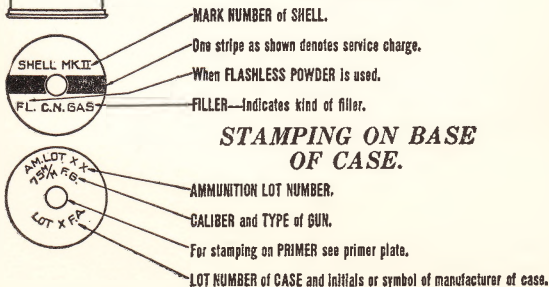 MARK NUMBER of SHELL.
One stripe as shown denotes service charge.
SHELL MK II
When FLASHLESS POWDER is used.
FL. C.N. GAS
FILLER—Indicates kind of filler.
STAMPING ON BASE
OF CASE.
AM. LOT X X
75 M/M F.G.
AMMUNITION LOT NUMBER.
CALIBER and TYPE of GUN.
LOT X F.A.
For stamping on PRIMER see primer plate.
LOT NUMBER of CASE and initials or symbol of manufacturer of case.